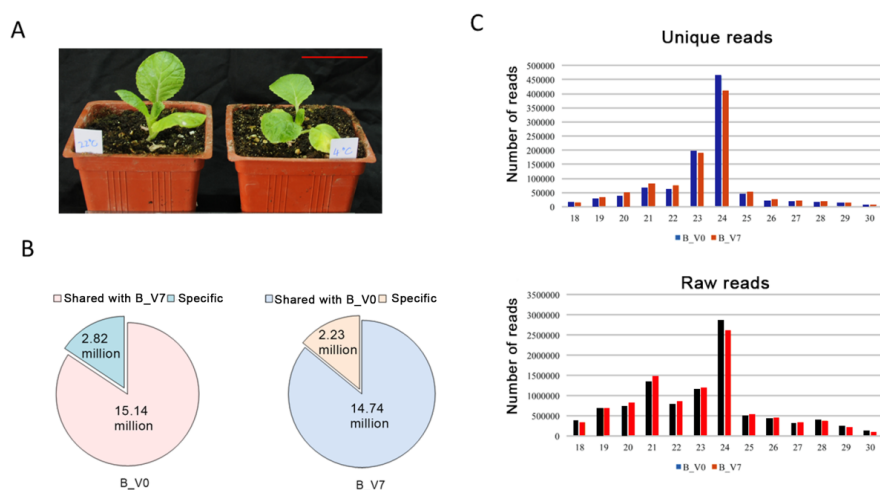 A
22°C
4°C
B
Shared with B_V7 Specific
2.82
million
15.14
million
B_V0
Shared with B_V0 Specific
2.23
million
14.74
million
B_V7
C
Unique reads
Number of reads
500000
450000
400000
350000
300000
250000
200000
150000
100000
50000
0
18 19 20 21 22 23 24 25 26 27 28 29 30
B_V0 B_V7
Raw reads
Number of reads
3500000
3000000
2500000
2000000
1500000
1000000
500000
0
18 19 20 21 22 23 24 25 26 27 28 29 30
B_V0 B_V7